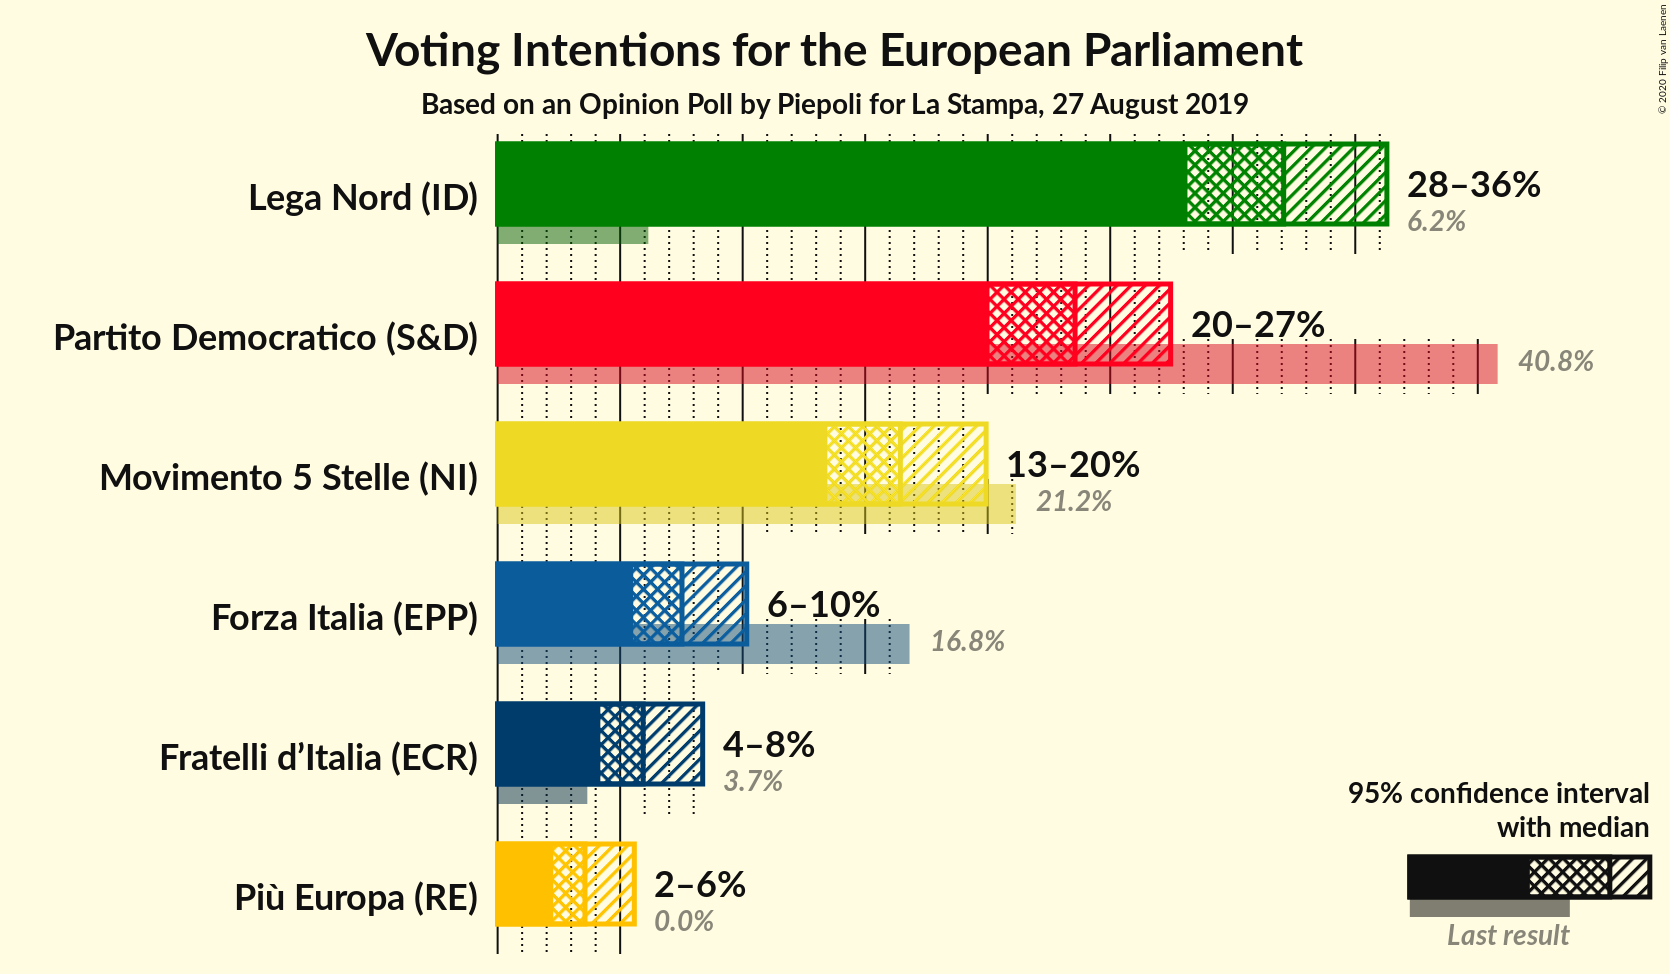 Voting Intentions for the European Parliament
Based on an Opinion Poll by Piepoli for La Stampa, 27 August 2019
© 2020 Filip van Laenen
Lega Nord (ID)
28–36%
6.2%
Partito Democratico (S&D)
20–27%
40.8%
Movimento 5 Stelle (NI)
13–20%
21.2%
Forza Italia (EPP)
6–10%
16.8%
Fratelli d’Italia (ECR)
4–8%
3.7%
Più Europa (RE)
2–6%
0.0%
95% confidence interval
with median
Last result